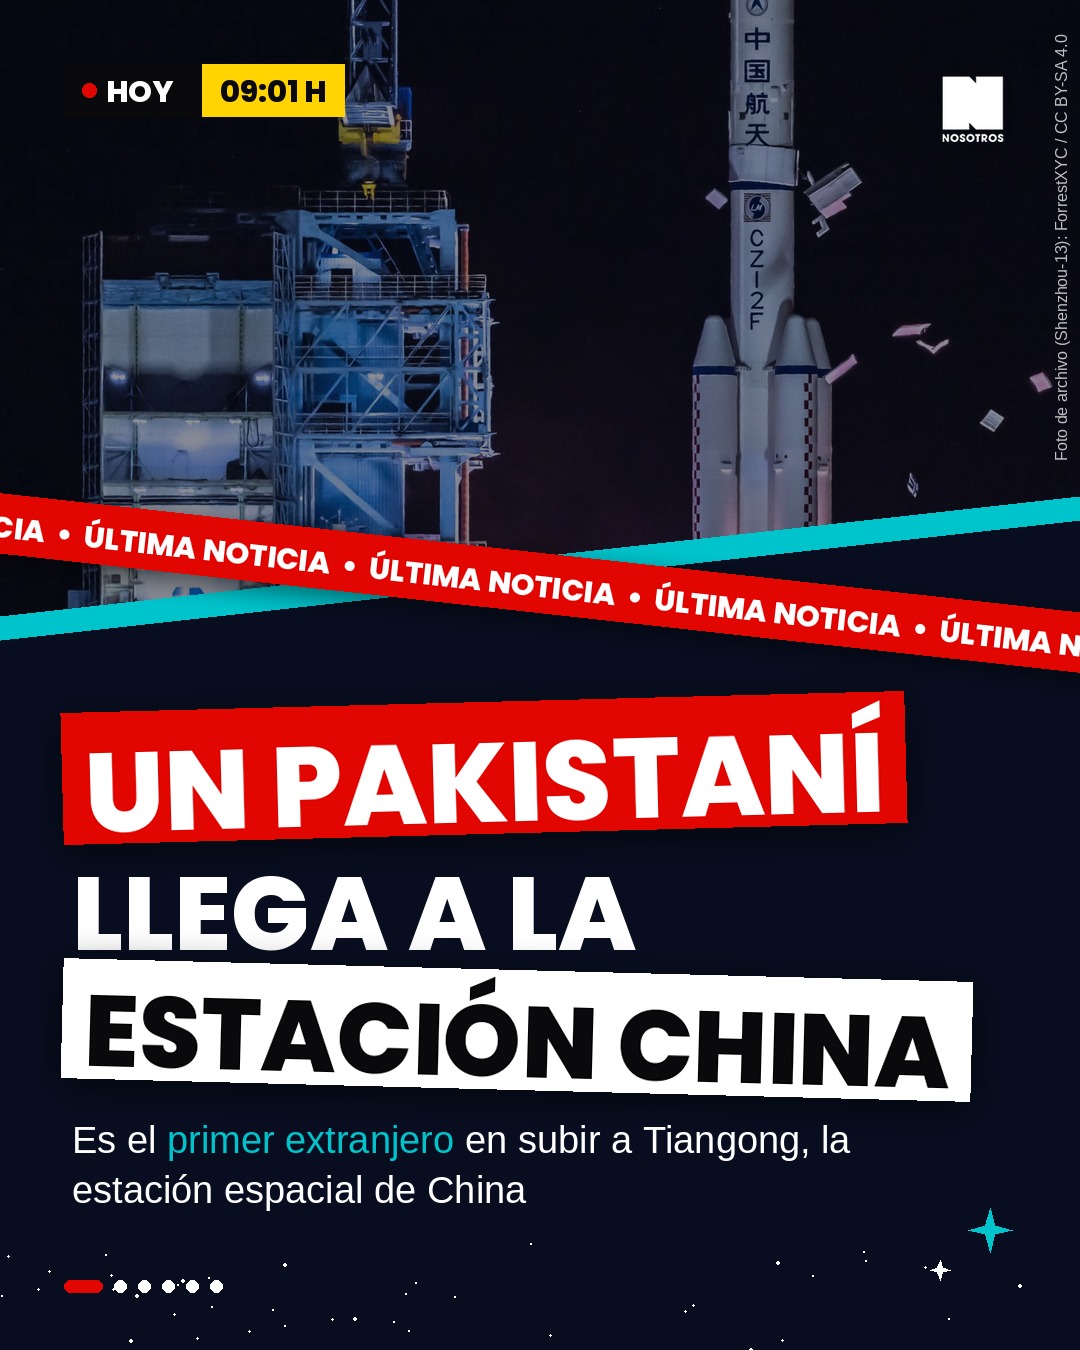 HOY 09:01 H
NOSOTROS
Foto de archivo (Shenzhou-13): ForrestXYC / CC BY-SA 4.0
中
国
航
天
CZ-2F
CIA • ÚLTIMA NOTICIA • ÚLTIMA NOTICIA • ÚLTIMA NOTICIA • ÚLTIMA N
UN PAKISTANÍ
LLEGA A LA
ESTACIÓN CHINA
Es el primer extranjero en subir a Tiangong, la
estación espacial de China